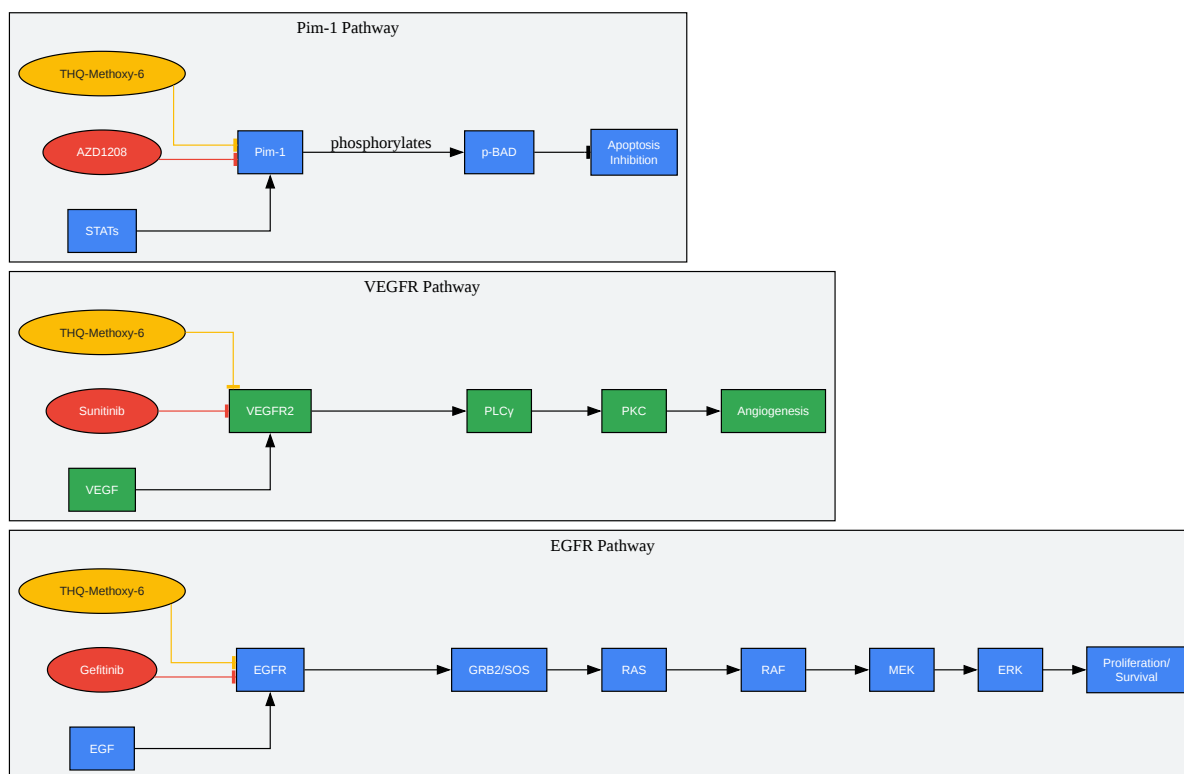 Pim-1 Pathway
THQ-Methoxy-6
AZD1208
Pim-1
phosphorylates
p-BAD
Apoptosis
Inhibition
STATs
VEGFR Pathway
THQ-Methoxy-6
Sunitinib
VEGFR2
PLCγ
PKC
Angiogenesis
VEGF
EGFR Pathway
THQ-Methoxy-6
Gefitinib
EGFR
GRB2/SOS
RAS
RAF
MEK
ERK
Proliferation/
Survival
EGF